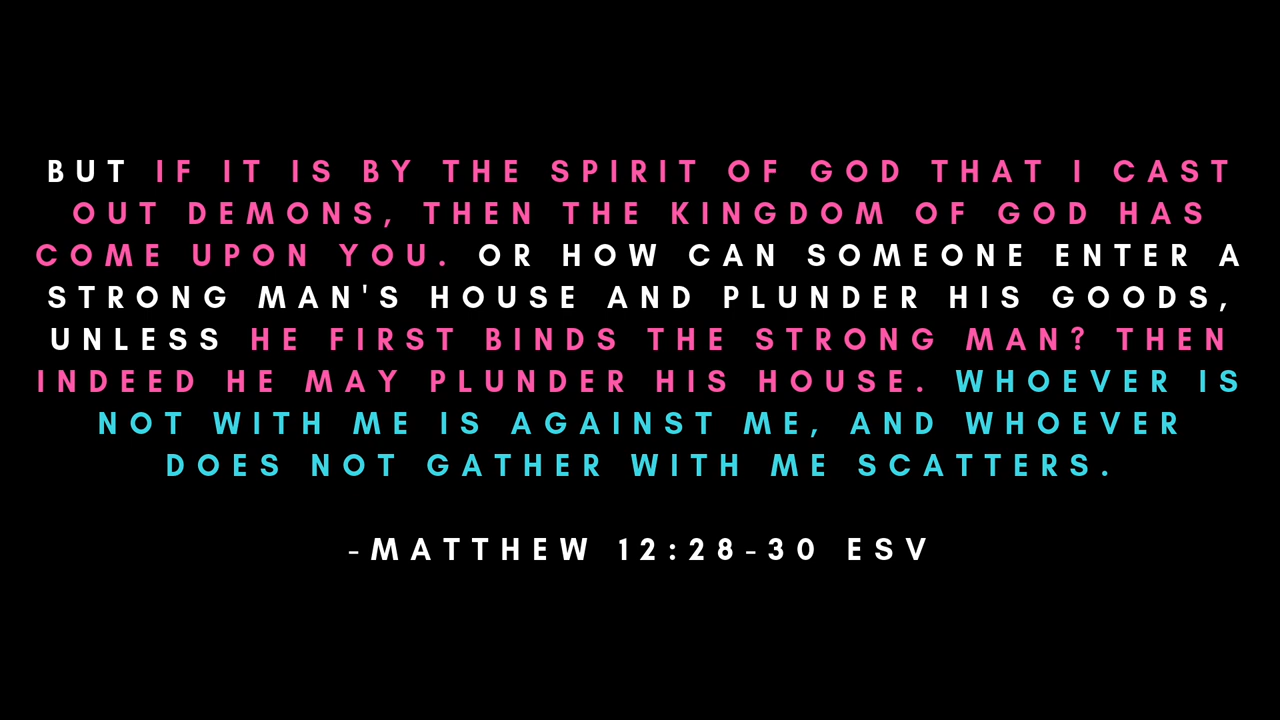 BUT IF IT IS BY THE SPIRIT OF GOD THAT I CAST
OUT DEMONS, THEN THE KINGDOM OF GOD HAS
COME UPON YOU. OR HOW CAN SOMEONE ENTER A
STRONG MAN'S HOUSE AND PLUNDER HIS GOODS,
UNLESS HE FIRST BINDS THE STRONG MAN? THEN
INDEED HE MAY PLUNDER HIS HOUSE. WHOEVER IS
NOT WITH ME IS AGAINST ME, AND WHOEVER
DOES NOT GATHER WITH ME SCATTERS.
-MATTHEW 12:28-30 ESV